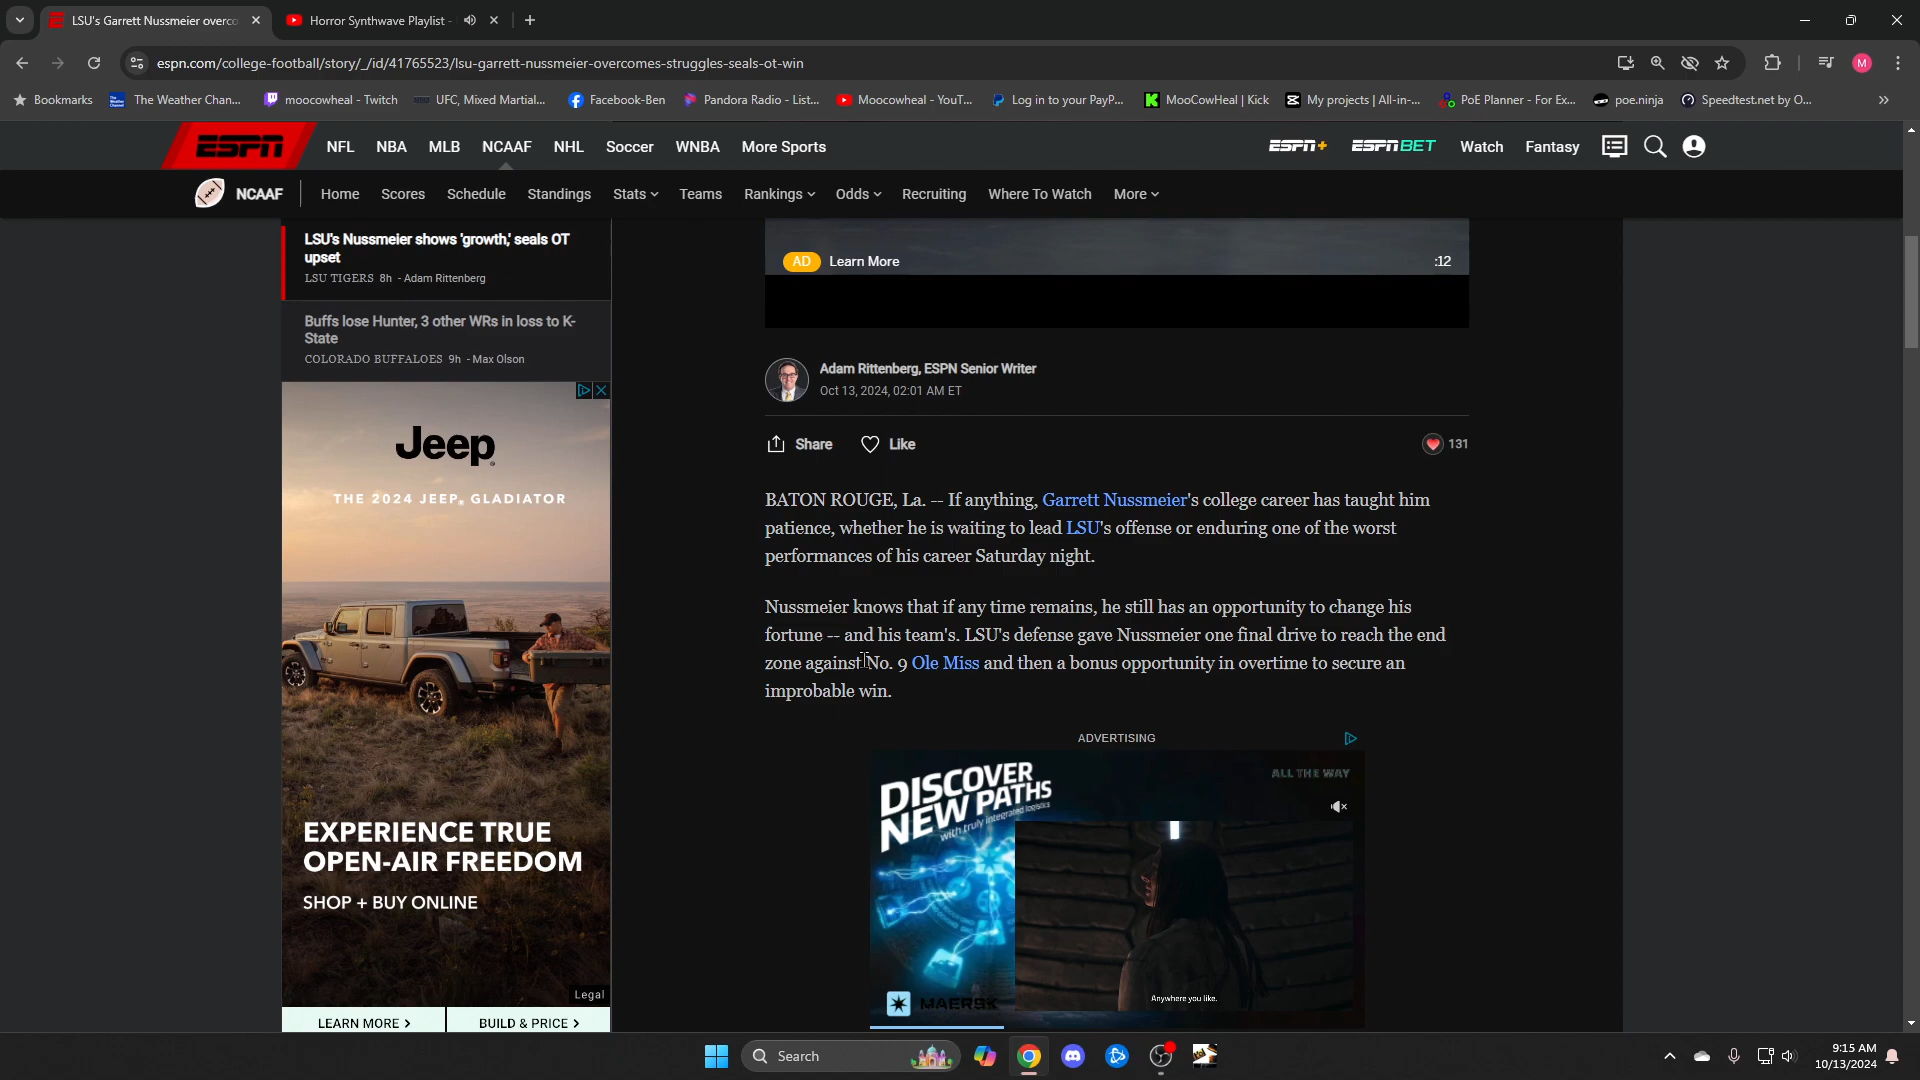 LSU's Garrett Nussmeier overco
Horror Synthwave Playlist -
espn.com/college-football/story/_/id/41765523/lsu-garrett-nussmeier-overcomes-struggles-seals-ot-win
M
Bookmarks
The Weather Chan...
moocowheal - Twitch
UFC, Mixed Martial...
Facebook-Ben
Pandora Radio - List...
Moocowheal - YouT...
Log in to your PayP...
MooCowHeal | Kick
My projects | All-in-...
PoE Planner - For Ex...
poe.ninja
Speedtest.net by O...
»
ESPN
NFL
NBA
MLB
NCAAF
NHL
Soccer
WNBA
More Sports
ESPN+
ESPN BET
Watch
Fantasy
NCAAF
Home
Scores
Schedule
Standings
Stats
Teams
Rankings
Odds
Recruiting
Where To Watch
More
LSU's Nussmeier shows 'growth,' seals OT
upset
LSU TIGERS 8h - Adam Rittenberg
Buffs lose Hunter, 3 other WRs in loss to K-
State
COLORADO BUFFALOES 9h - Max Olson
Jeep®
THE 2024 JEEP® GLADIATOR
EXPERIENCE TRUE
OPEN-AIR FREEDOM
SHOP + BUY ONLINE
Legal
LEARN MORE >
BUILD & PRICE >
AD Learn More
:12
Adam Rittenberg, ESPN Senior Writer
Oct 13, 2024, 02:01 AM ET
Share
Like
131
BATON ROUGE, La. -- If anything, Garrett Nussmeier's college career has taught him
patience, whether he is waiting to lead LSU's offense or enduring one of the worst
performances of his career Saturday night.
Nussmeier knows that if any time remains, he still has an opportunity to change his
fortune -- and his team's. LSU's defense gave Nussmeier one final drive to reach the end
zone against No. 9 Ole Miss and then a bonus opportunity in overtime to secure an
improbable win.
ADVERTISING
DISCOVER
NEW PATHS
with truly integrated logistics
ALL THE WAY
Anywhere you like.
MAERSK
Search
9:15 AM
10/13/2024